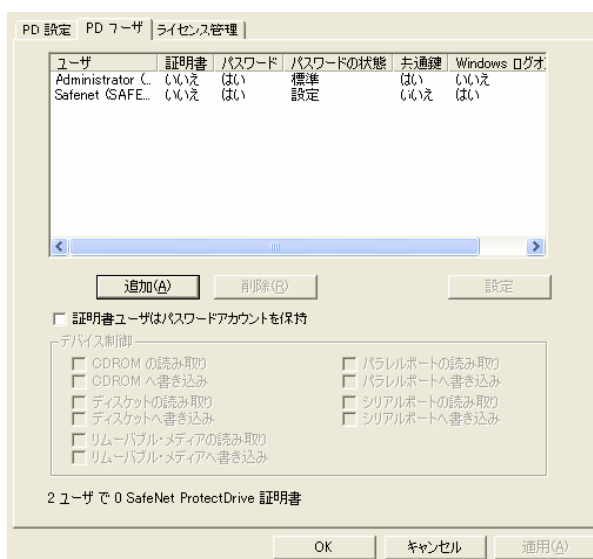 PD 設定 PD ユーザ ライセンス管理
ユーザ 証明書 パスワード パスワードの状態 共通鍵 Windows ログオ
Administrator (... いいえ はい 標準 はい いいえ
Safenet (SAFE... いいえ はい 設定 いいえ はい
追加(A) 削除(R) 設定
証明書ユーザはパスワードアカウントを保持
デバイス制御
CDROM の読み取り パラレルポートの読み取り
CDROM へ書き込み パラレルポートへ書き込み
ディスケットの読み取り シリアルポートの読み取り
ディスケットへ書き込み シリアルポートへ書き込み
リムーバブル・メディアの読み取り
リムーバブル・メディアへ書き込み
2 ユーザ で 0 SafeNet ProtectDrive 証明書
OK キャンセル 適用(A)